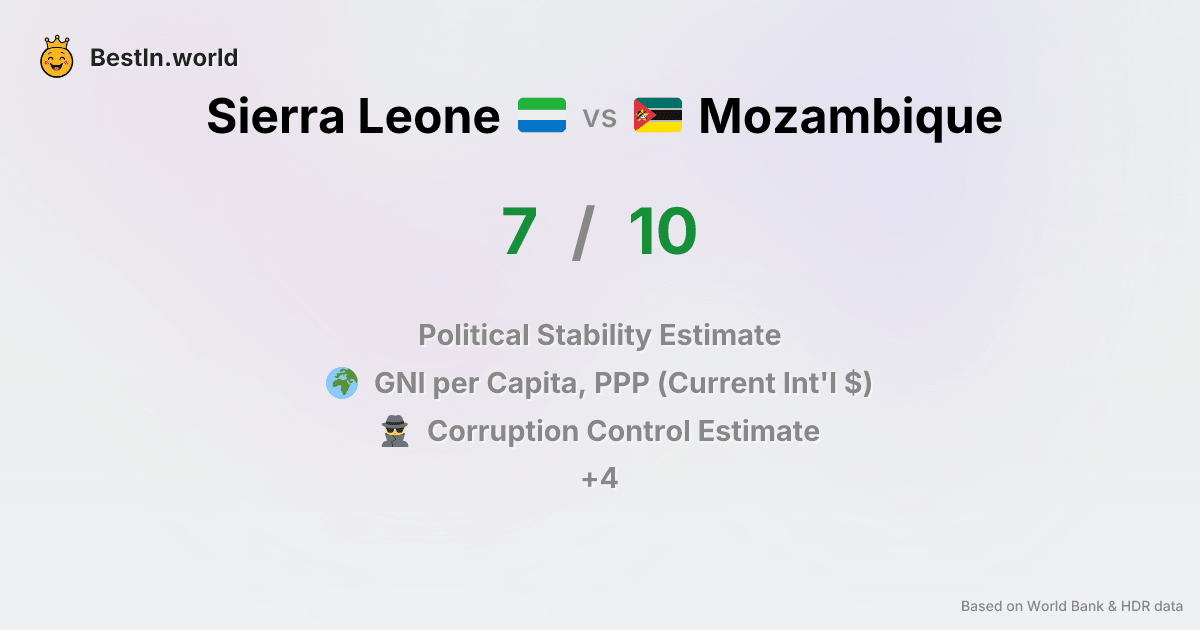 BestIn.world
Sierra Leone vs Mozambique
7 / 10
Political Stability Estimate
GNI per Capita, PPP (Current Int'l $)
Corruption Control Estimate
+4
Based on World Bank & HDR data